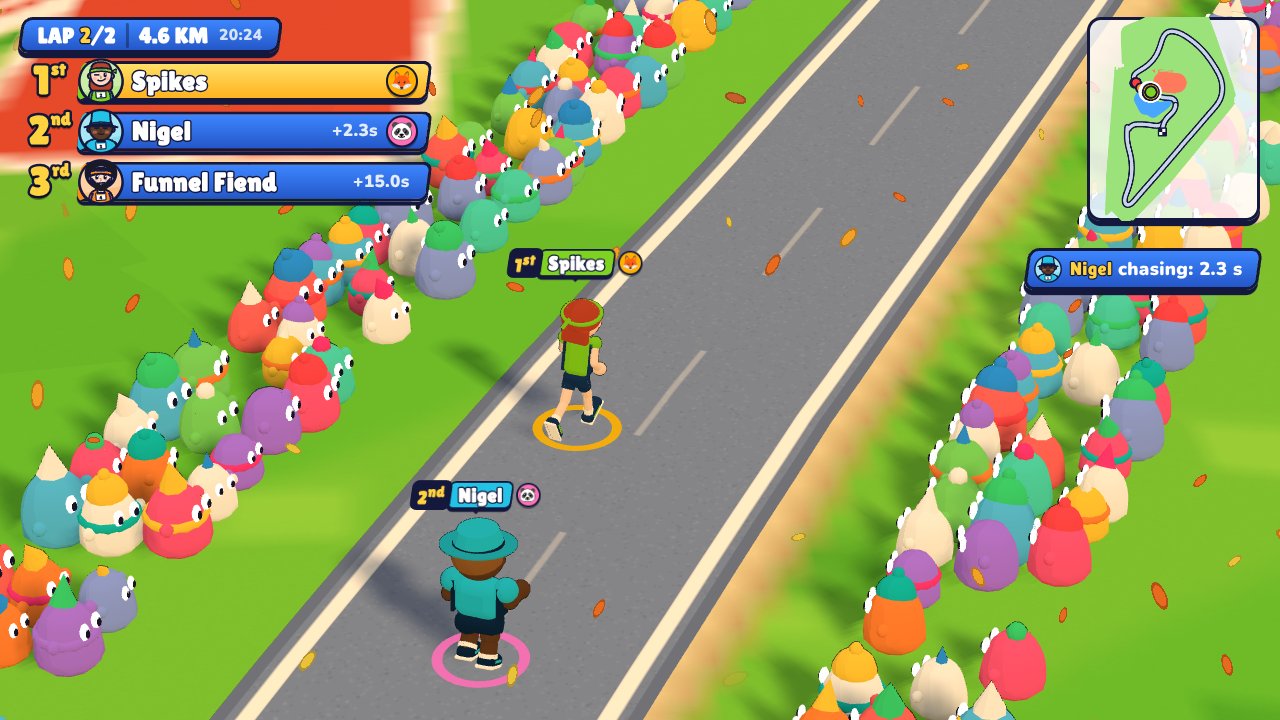 LAP 2/2 4.6 KM 20:24
1st Spikes
2nd Nigel +2.3s
3rd Funnel Fiend +15.0s
Nigel chasing: 2.3 s
1st Spikes
2nd Nigel